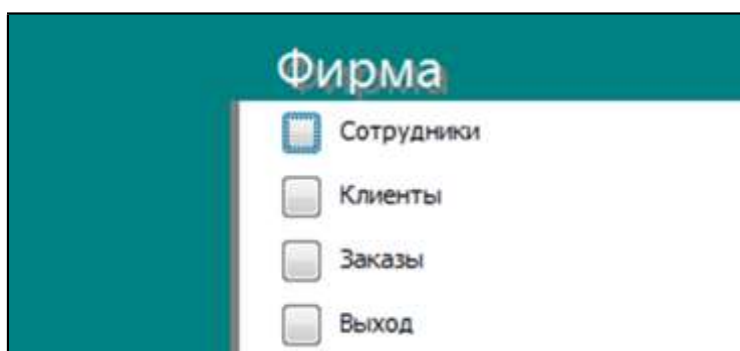 Фирма
Сотрудники
Клиенты
Заказы
Выход